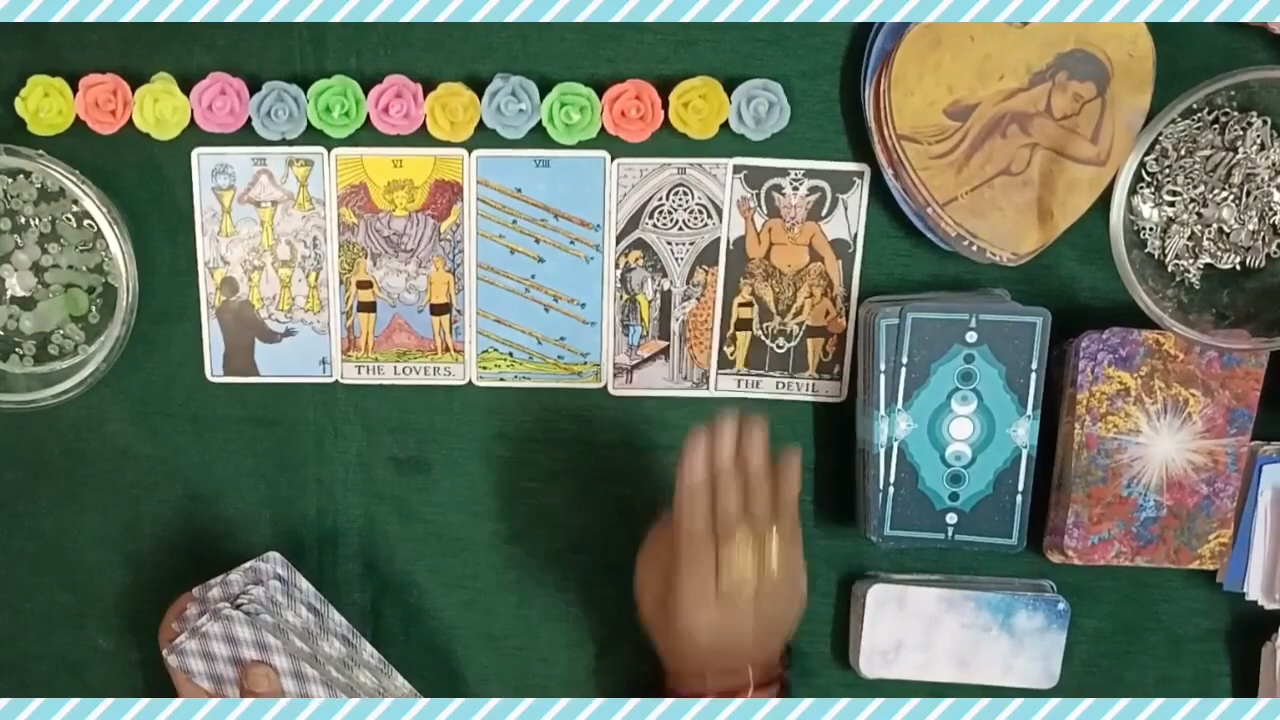 VII
VI
THE LOVERS.
VIII
III
XV
THE DEVIL.